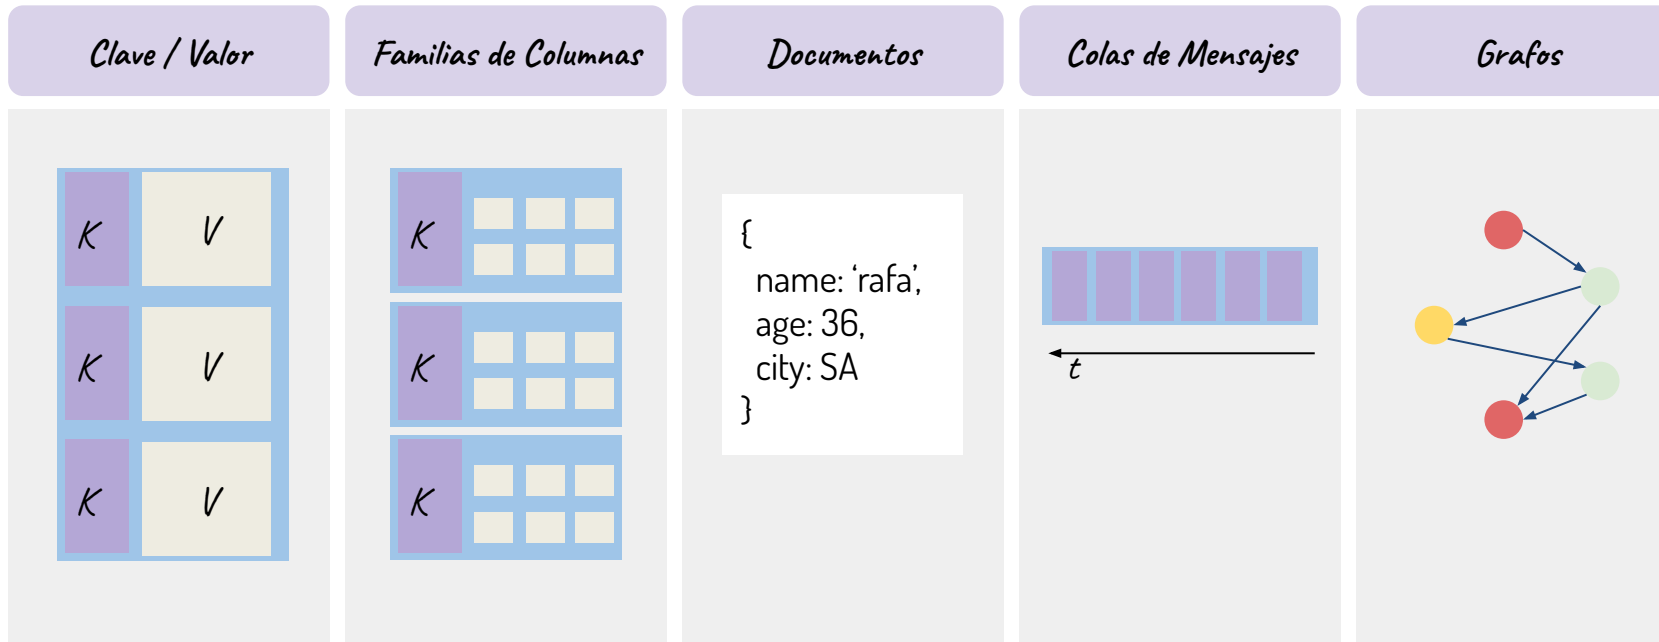 Clave / Valor
Familias de Columnas
Documentos
Colas de Mensajes
Grafos
K
V
K
V
K
V
K
K
K
{
name: ‘rafa’,
age: 36,
city: SA
}
t